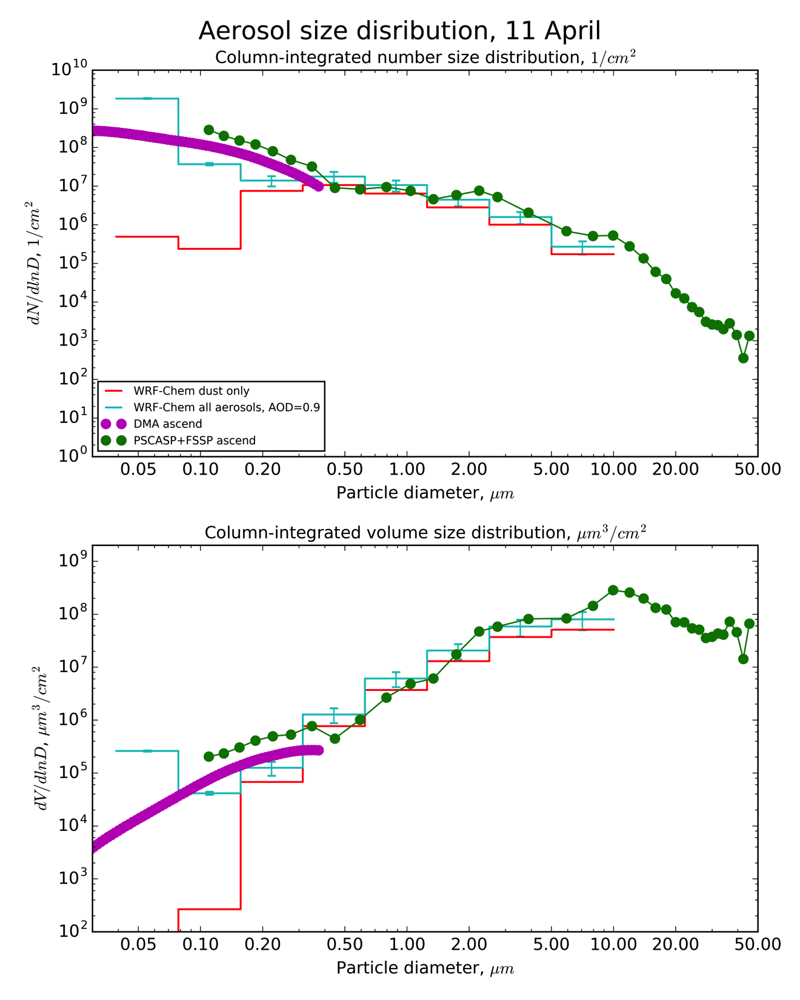 Aerosol size disribution, 11 April
Column-integrated number size distribution, 1/cm²
10¹⁰
10⁹
10⁸
10⁷
10⁶
10⁵
10⁴
10³
10²
10¹
10⁰
dN/dlnD, 1/cm²
WRF-Chem dust only
WRF-Chem all aerosols, AOD=0.9
DMA ascend
PSCASP+FSSP ascend
0.05 0.10 0.20 0.50 1.00 2.00 5.00 10.00 20.00 50.00
Particle diameter, μm
Column-integrated volume size distribution, μm³/cm²
10⁹
10⁸
10⁷
10⁶
10⁵
10⁴
10³
10²
dV/dlnD, μm³/cm²
0.05 0.10 0.20 0.50 1.00 2.00 5.00 10.00 20.00 50.00
Particle diameter, μm